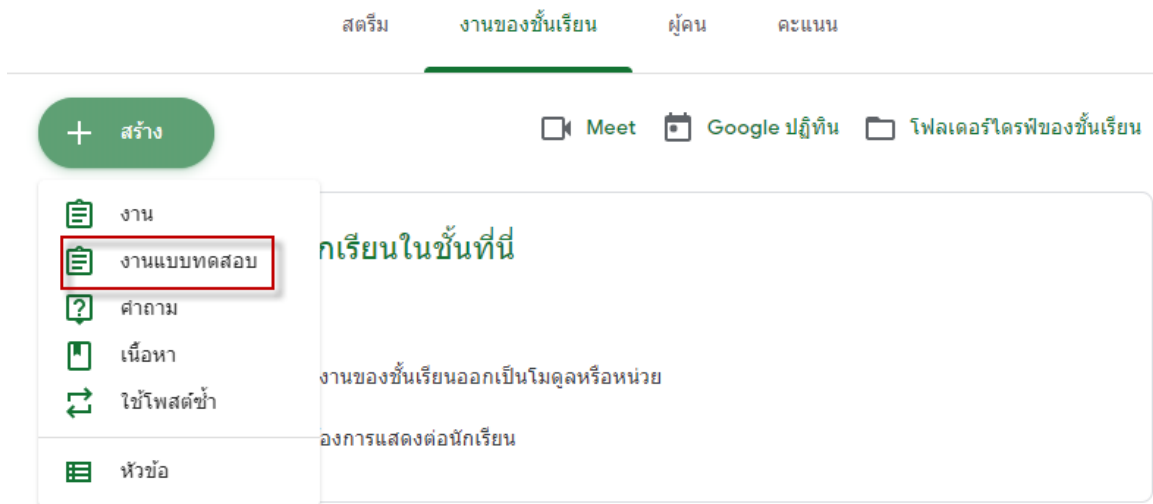 สตรีม งานของชั้นเรียน ผู้คน คะแนน
สร้าง Meet Google ปฏิทิน โฟลเดอร์ไดรฟ์ของชั้นเรียน
งาน
กเรียนในชั้นที่นี่
งานแบบทดสอบ
คำถาม
เนื้อหา
งานของชั้นเรียนออกเป็นโมดูลหรือหน่วย
ใช้โพสต์ซ้ำ
องการแสดงต่อนักเรียน
หัวข้อ